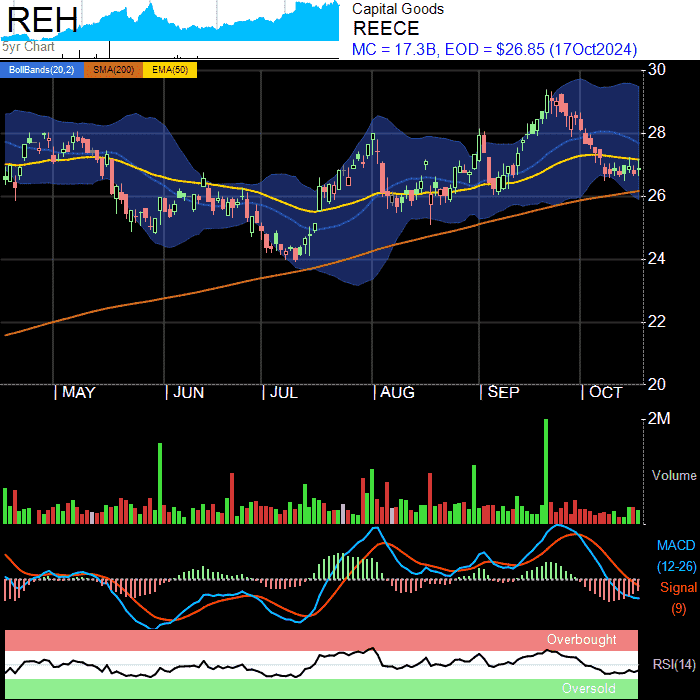 REH
5yr Chart
Capital Goods
REECE
MC = 17.3B, EOD = $26.85 (17Oct2024)
BollBands(20,2) SMA(200) EMA(50)
30
28
26
24
22
20
MAY JUN JUL AUG SEP OCT
2M
Volume
MACD
(12-26)
Signal
(9)
Overbought
RSI(14)
Oversold